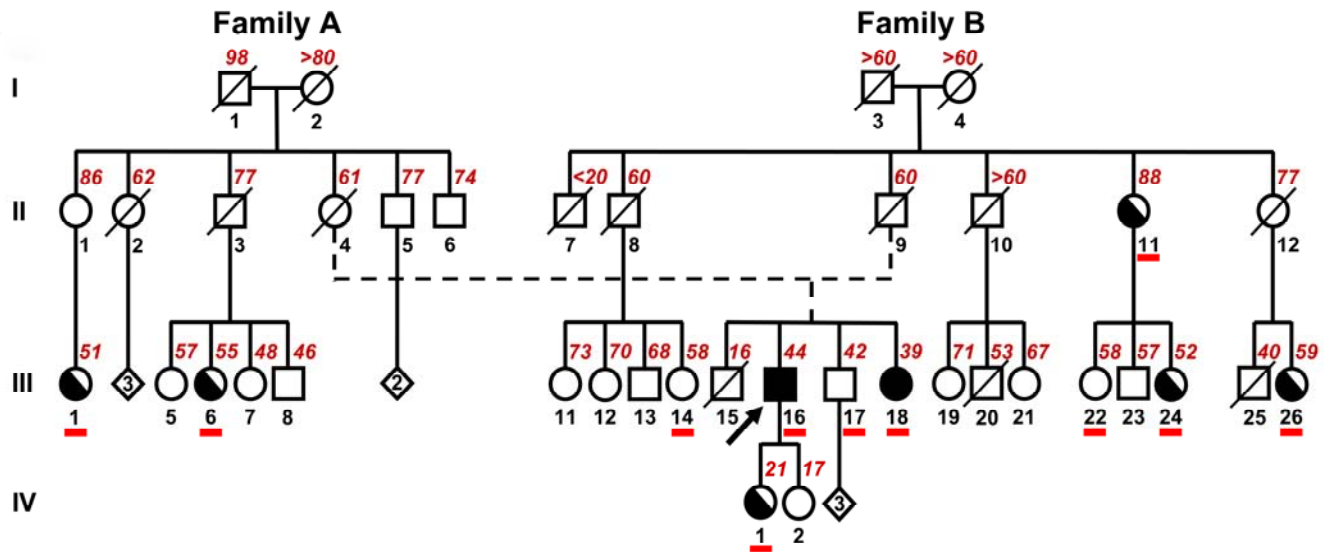 Family A Family B
98 >80 >60 >60
I
1 2 3 4
86 62 77 61 77 74 <20 60 60 >60 88 77
II
1 2 3 4 5 6 7 8 9 10 11 12
51 57 55 48 46 73 70 68 58 16 44 42 39 71 53 67 58 57 52 40 59
III
3 2
1 5 6 7 8 11 12 13 14 15 16 17 18 19 20 21 22 23 24 25 26
21 17
IV
3
1 2